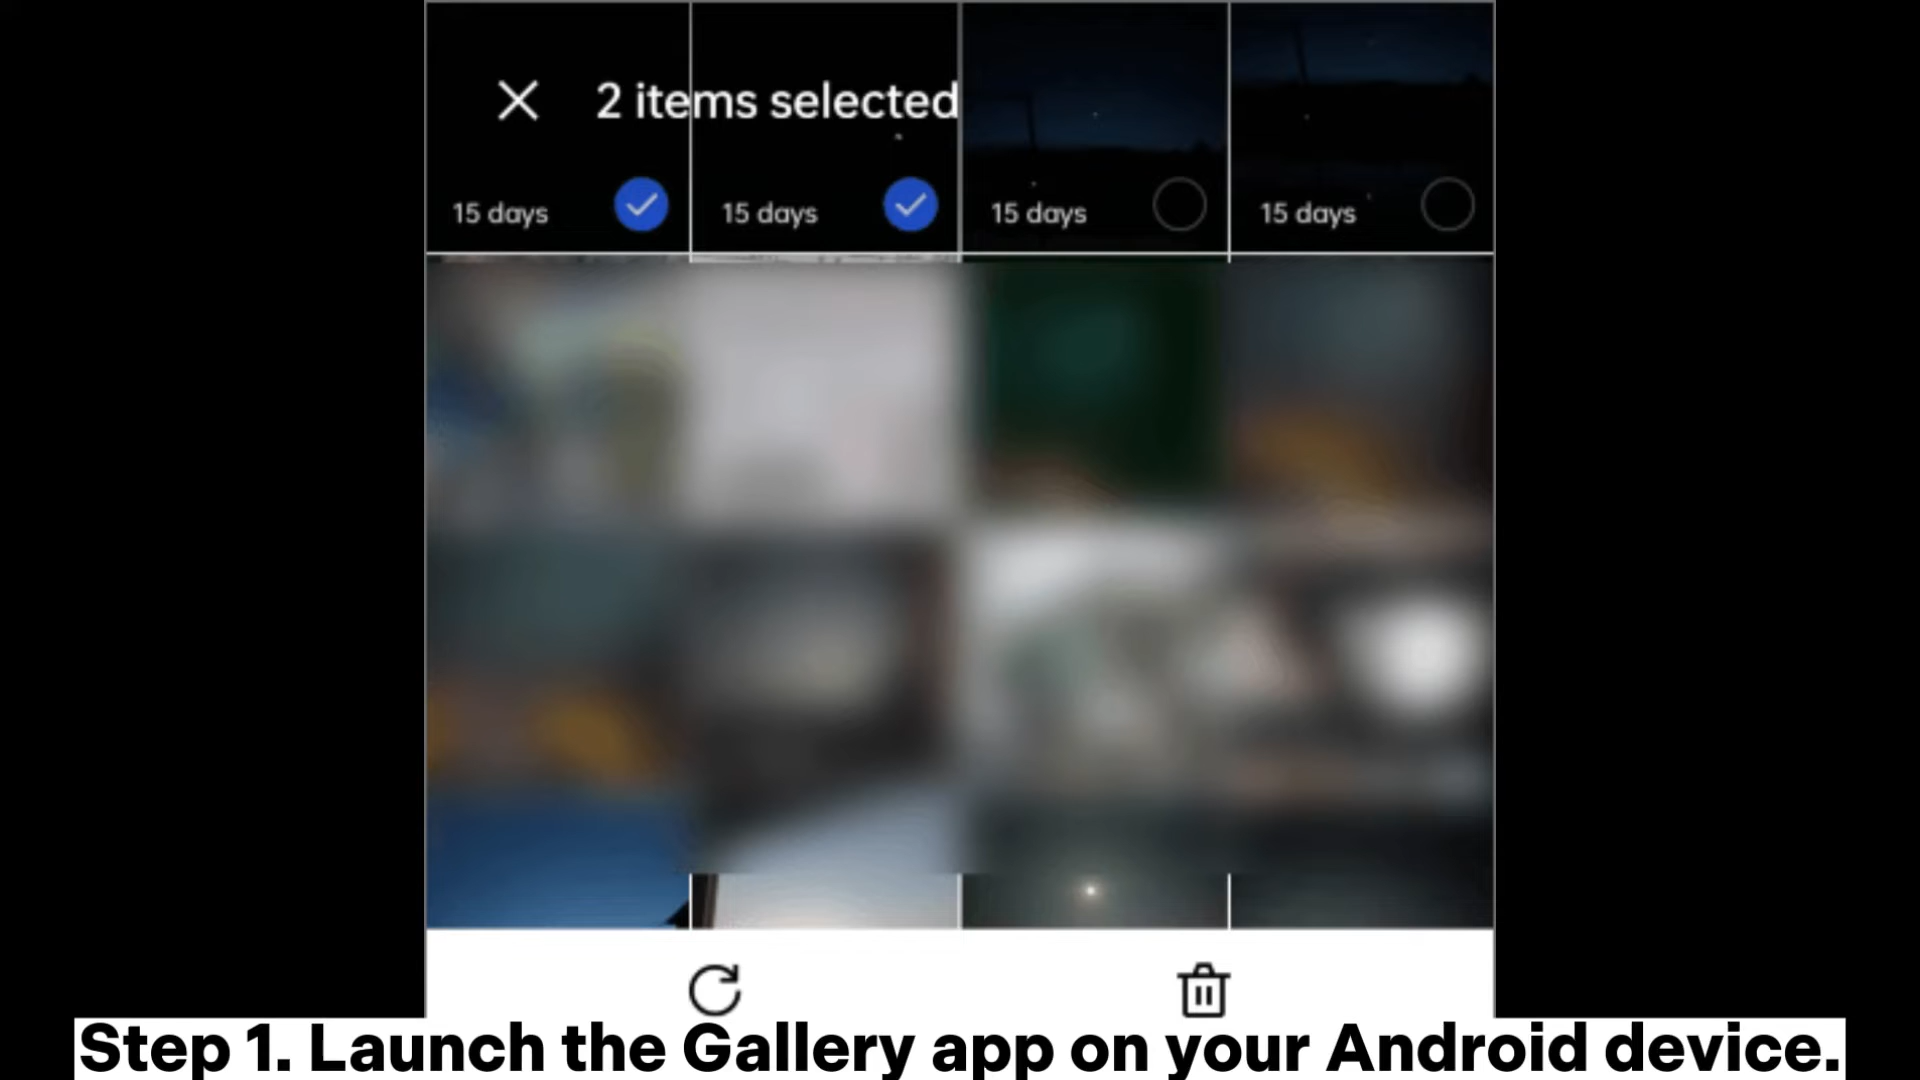 2 items selected
15 days 15 days 15 days 15 days
Step 1. Launch the Gallery app on your Android device.